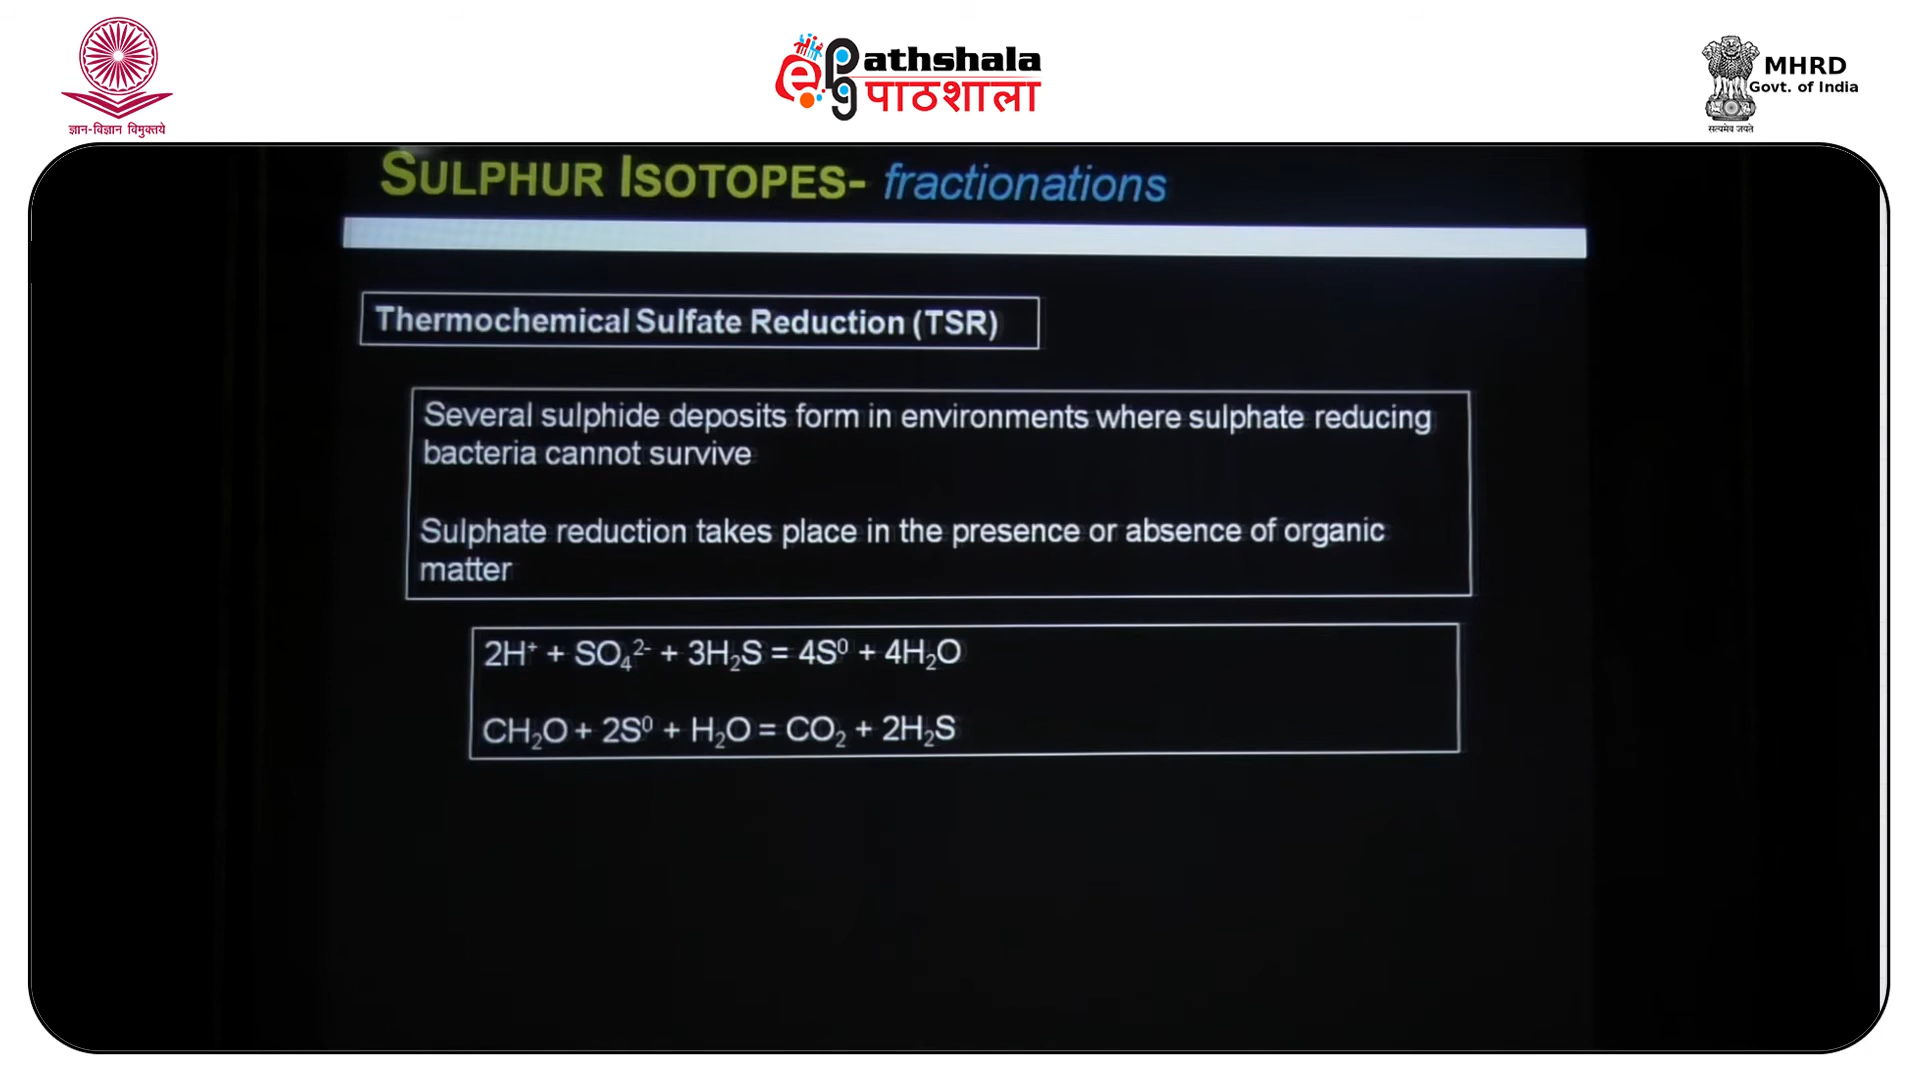 ज्ञान-विज्ञान विमुक्तये
ePG athshala
पाठशाला
MHRD
Govt. of India
सत्यमेव जयते
SULPHUR ISOTOPES- fractionations
Thermochemical Sulfate Reduction (TSR)
Several sulphide deposits form in environments where sulphate reducing
bacteria cannot survive
Sulphate reduction takes place in the presence or absence of organic
matter
2H⁺ + SO₄²⁻ + 3H₂S = 4S⁰ + 4H₂O
CH₂O + 2S⁰ + H₂O = CO₂ + 2H₂S